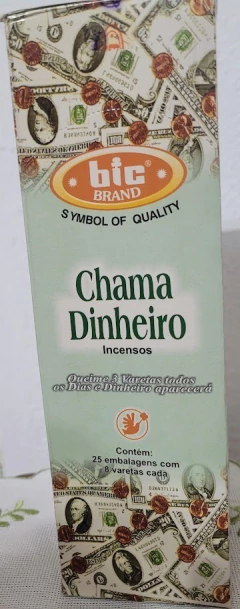 bic®
BRAND
SYMBOL OF QUALITY
Chama
Dinheiro
Incensos
Queime 3 Varetas todos
os Dias e Dinheiro aparecerá
Contém:
25 embalagens com
8 varetas cada